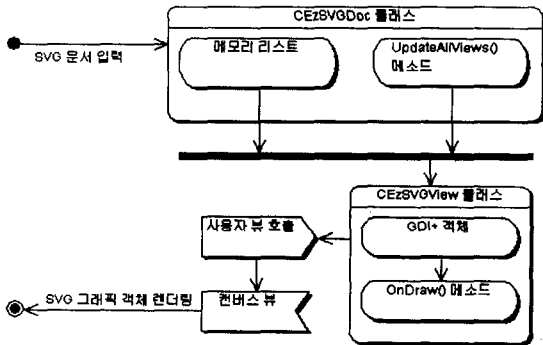 CEzSVGDoc 클래스
SVG 문서 입력
메모리 리스트
UpdateAllViews()
메소드
CEzSVGView 클래스
사용자 뷰 호출
GDI+ 객체
SVG 그래픽 객체 렌더링
캔버스 뷰
OnDraw() 메소드